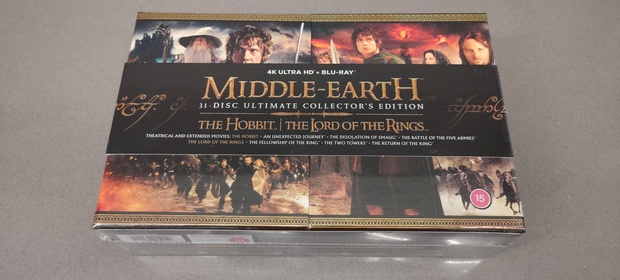 4K ULTRA HD + BLU-RAY
MIDDLE-EARTH
31-DISC ULTIMATE COLLECTOR'S EDITION
THE HOBBIT | THE LORD OF THE RINGS
THEATRICAL AND EXTENDED MOVIES: THE HOBBIT • AN UNEXPECTED JOURNEY • THE DESOLATION OF SMAUG • THE BATTLE OF THE FIVE ARMIES
THE LORD OF THE RINGS • THE FELLOWSHIP OF THE RING • THE TWO TOWERS • THE RETURN OF THE KING
15